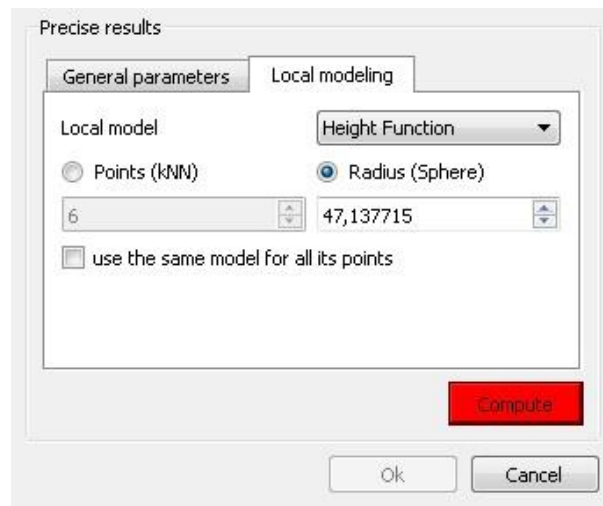 Precise results
General parameters Local modeling
Local model Height Function
Points (kNN) Radius (Sphere)
6 47,137715
use the same model for all its points
Compute
Ok Cancel